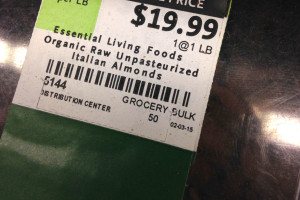 per LB
PRICE
$19.99
1@1 LB
Essential Living Foods
Organic Raw Unpasteurized
Italian Almonds
5144
GROCERY BULK
DISTRIBUTION CENTER
50
02-03-15